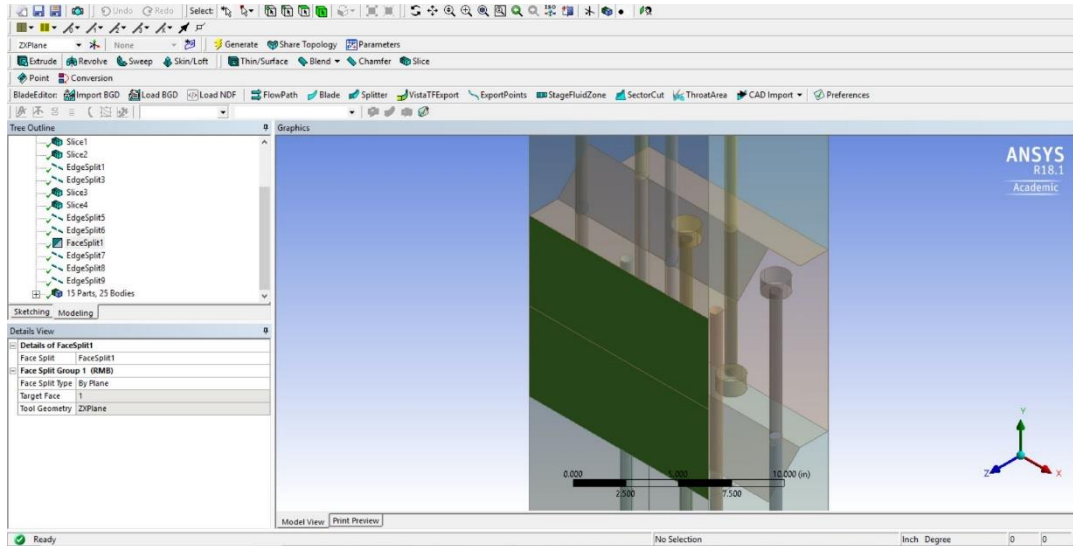 Undo Redo Select:
ZXPlane None Generate Share Topology Parameters
Extrude Revolve Sweep Skin/Loft Thin/Surface Blend Chamfer Slice
Point Conversion
BladeEditor: Import BGD Load BGD Load NDF FlowPath Blade Splitter VistaTFExport ExportPoints StageFluidZone SectorCut ThroatArea CAD Import Preferences
Tree Outline
Slice1
Slice2
EdgeSplit1
EdgeSplit3
Slice3
Slice4
EdgeSplit5
EdgeSplit6
FaceSplit1
EdgeSplit7
EdgeSplit8
EdgeSplit9
15 Parts, 25 Bodies
Sketching Modeling
Details View
Details of FaceSplit1
Face Split FaceSplit1
Face Split Group 1 (RMB)
Face Split Type By Plane
Target Face 1
Tool Geometry ZXPlane
Graphics
ANSYS
R18.1
Academic
0.000 5.000 10.000 (in)
2.500 7.500
Y
Z X
Model View Print Preview
Ready No Selection Inch Degree 0 0